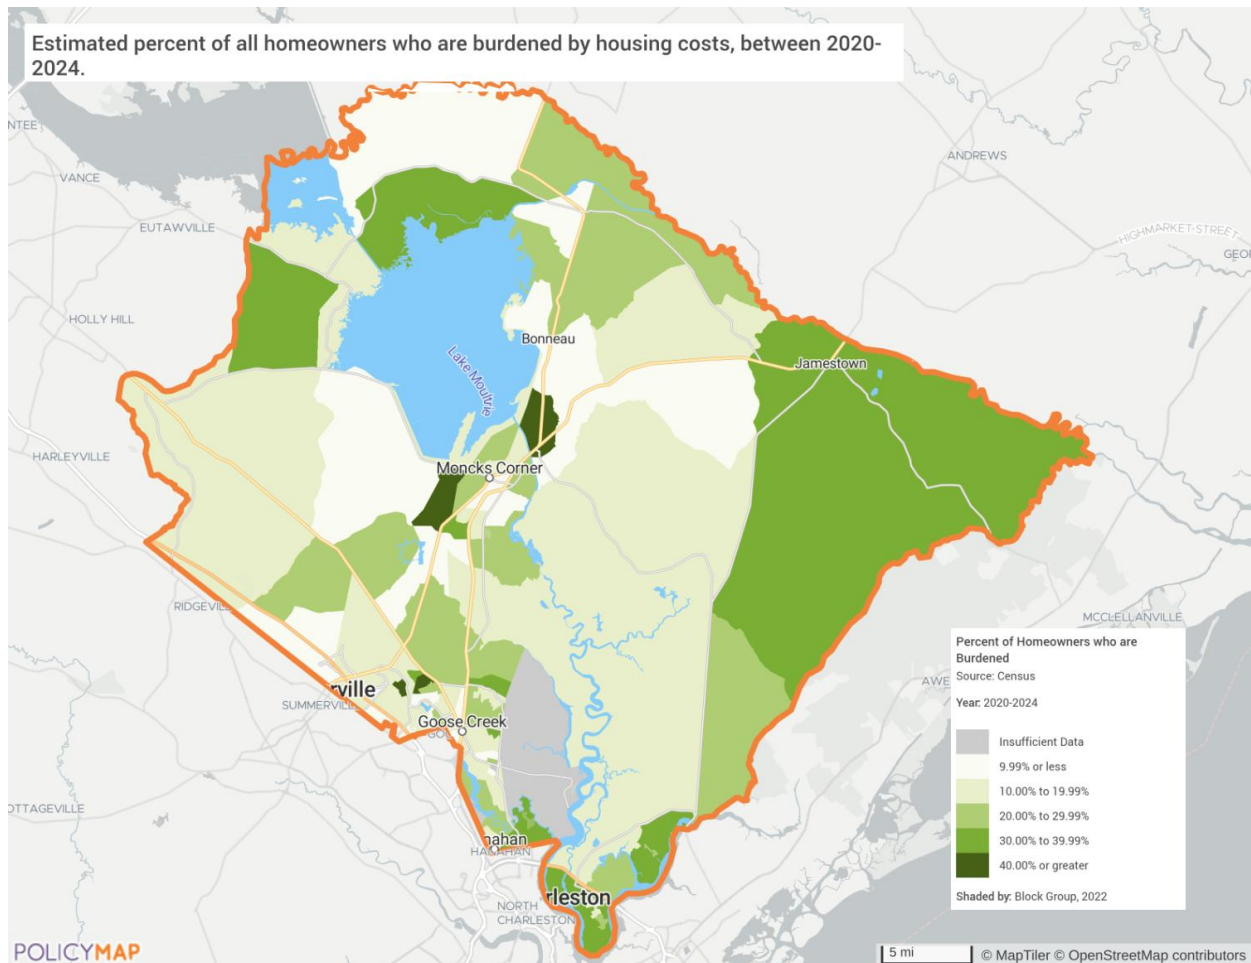 Estimated percent of all homeowners who are burdened by housing costs, between 2020-
2024.
NTEE
ANDREWS
VANCE
EUTAWVILLE
HIGHMARKET-STREET
GEO
HOLLY HILL
Bonneau
Lake Moultrie
Jamestown
HARLEYVILLE
Moncks Corner
RIDGEVIL
MCCLELLANVILLE
Percent of Homeowners who are
Burdened
Source: Census
Year: 2020-2024
Insufficient Data
9.99% or less
10.00% to 19.99%
20.00% to 29.99%
30.00% to 39.99%
40.00% or greater
Shaded by: Block Group, 2022
AWE
rville
SUMMERVILL
Goose Creek
GO
OTTAGEVILLE
nahan
HANAHAN
rleston
NORTH
CHARLESTON
POLICYMAP
5 mi
© MapTiler © OpenStreetMap contributors